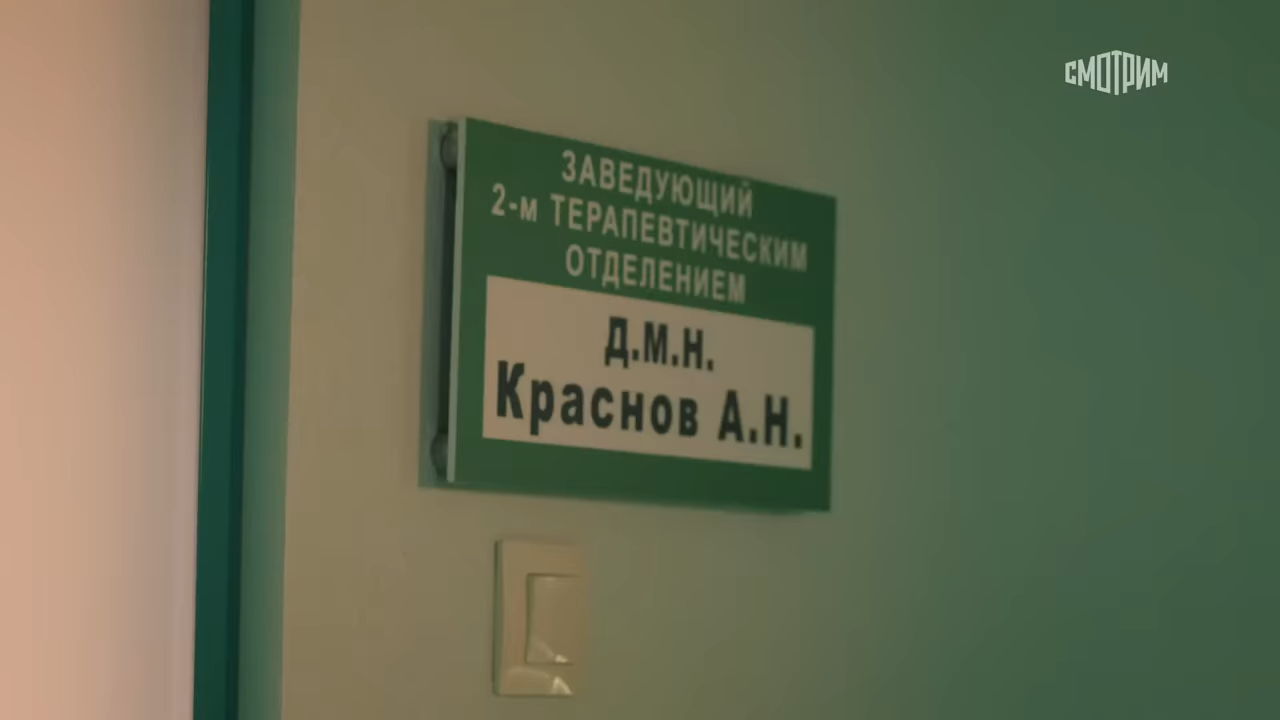 СМОТРИМ
ЗАВЕДУЮЩИЙ
2-м ТЕРАПЕВТИЧЕСКИМ
ОТДЕЛЕНИЕМ
Д.М.Н.
Краснов А.Н.